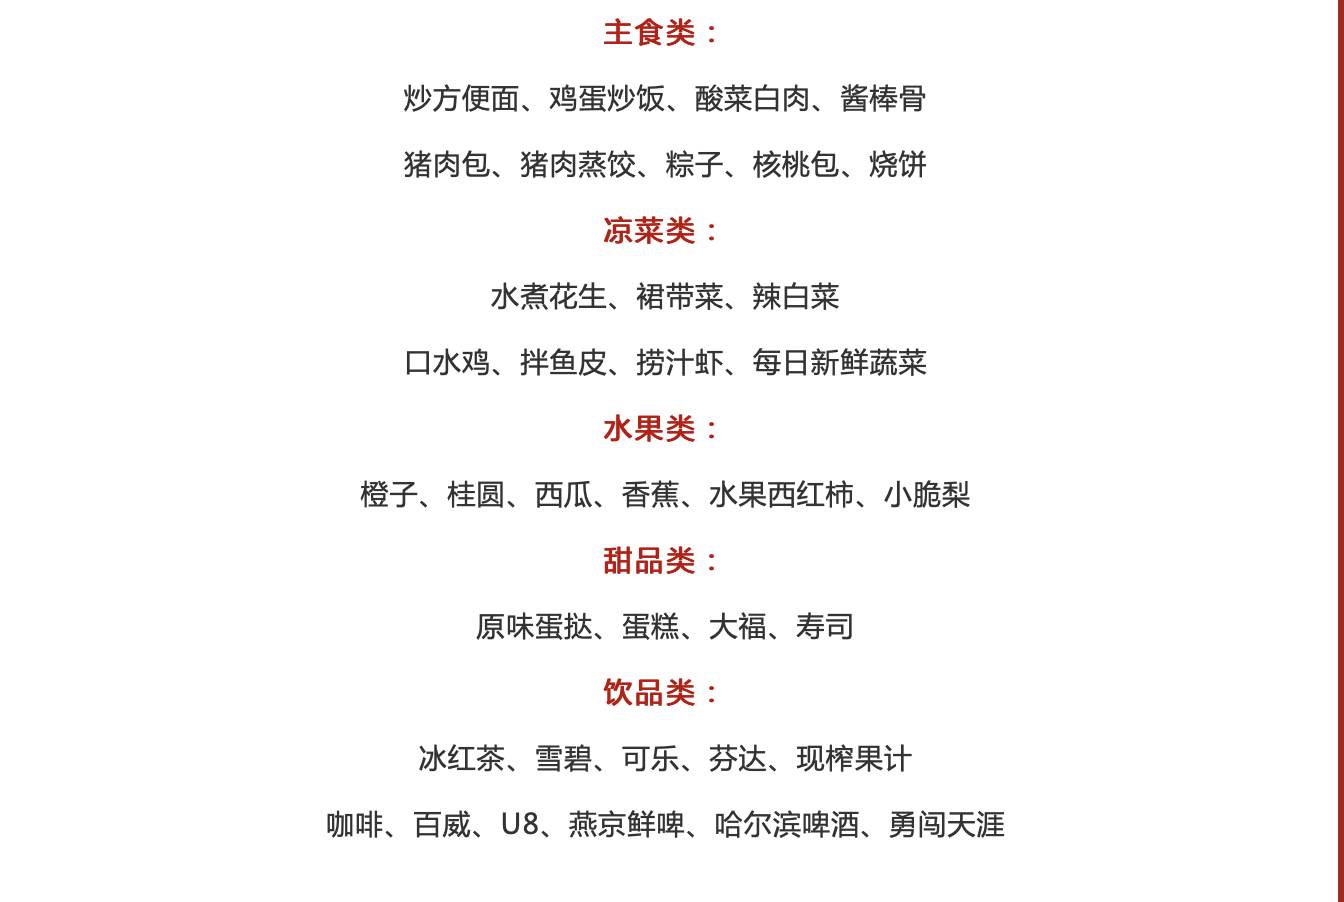 主食类：
炒方便面、鸡蛋炒饭、酸菜白肉、酱棒骨
猪肉包、猪肉蒸饺、粽子、核桃包、烧饼
凉菜类：
水煮花生、裙带菜、辣白菜
口水鸡、拌鱼皮、捞汁虾、每日新鲜蔬菜
水果类：
橙子、桂圆、西瓜、香蕉、水果西红柿、小脆梨
甜品类：
原味蛋挞、蛋糕、大福、寿司
饮品类：
冰红茶、雪碧、可乐、芬达、现榨果计
咖啡、百威、U8、燕京鲜啤、哈尔滨啤酒、勇闯天涯